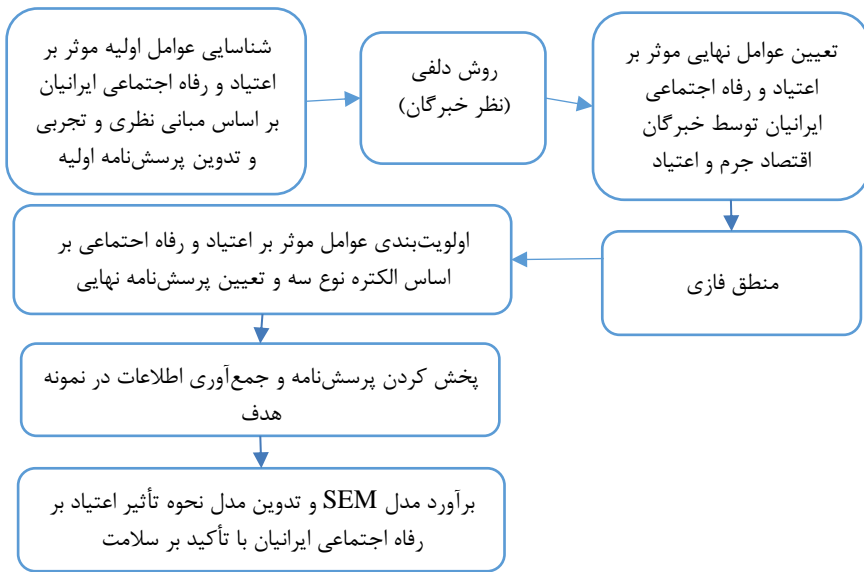 شناسایی عوامل اولیه موثر بر
اعتیاد و رفاه اجتماعی ایرانیان
بر اساس مبانی نظری و تجربی
و تدوین پرسش‌نامه اولیه
روش دلفی
(نظر خبرگان)
تعیین عوامل نهایی موثر بر
اعتیاد و رفاه اجتماعی
ایرانیان توسط خبرگان
اقتصاد جرم و اعتیاد
منطق فازی
اولویت‌بندی عوامل موثر بر اعتیاد و رفاه احتماعی بر
اساس الکتره نوع سه و تعیین پرسش‌نامه نهایی
پخش کردن پرسش‌نامه و جمع‌آوری اطلاعات در نمونه
هدف
برآورد مدل SEM و تدوین مدل نحوه تأثیر اعتیاد بر
رفاه اجتماعی ایرانیان با تأکید بر سلامت